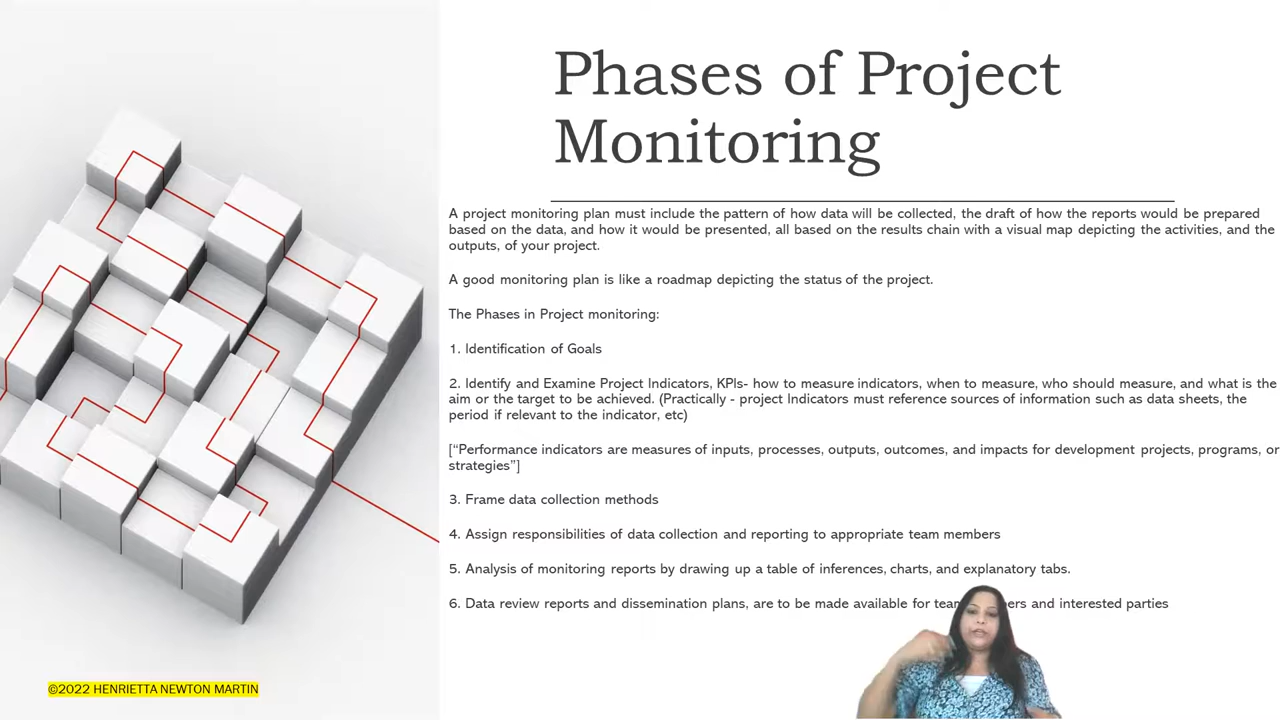 Phases of Project
Monitoring
A project monitoring plan must include the pattern of how data will be collected, the draft of how the reports would be prepared
based on the data, and how it would be presented, all based on the results chain with a visual map depicting the activities, and the
outputs, of your project.
A good monitoring plan is like a roadmap depicting the status of the project.
The Phases in Project monitoring:
1. Identification of Goals
2. Identify and Examine Project Indicators, KPIs- how to measure indicators, when to measure, who should measure, and what is the
aim or the target to be achieved. (Practically - project Indicators must reference sources of information such as data sheets, the
period if relevant to the indicator, etc)
[“Performance indicators are measures of inputs, processes, outputs, outcomes, and impacts for development projects, programs, or
strategies”]
3. Frame data collection methods
4. Assign responsibilities of data collection and reporting to appropriate team members
5. Analysis of monitoring reports by drawing up a table of inferences, charts, and explanatory tabs.
6. Data review reports and dissemination plans, are to be made available for and interested parties
©2022 HENRIETTA NEWTON MARTIN